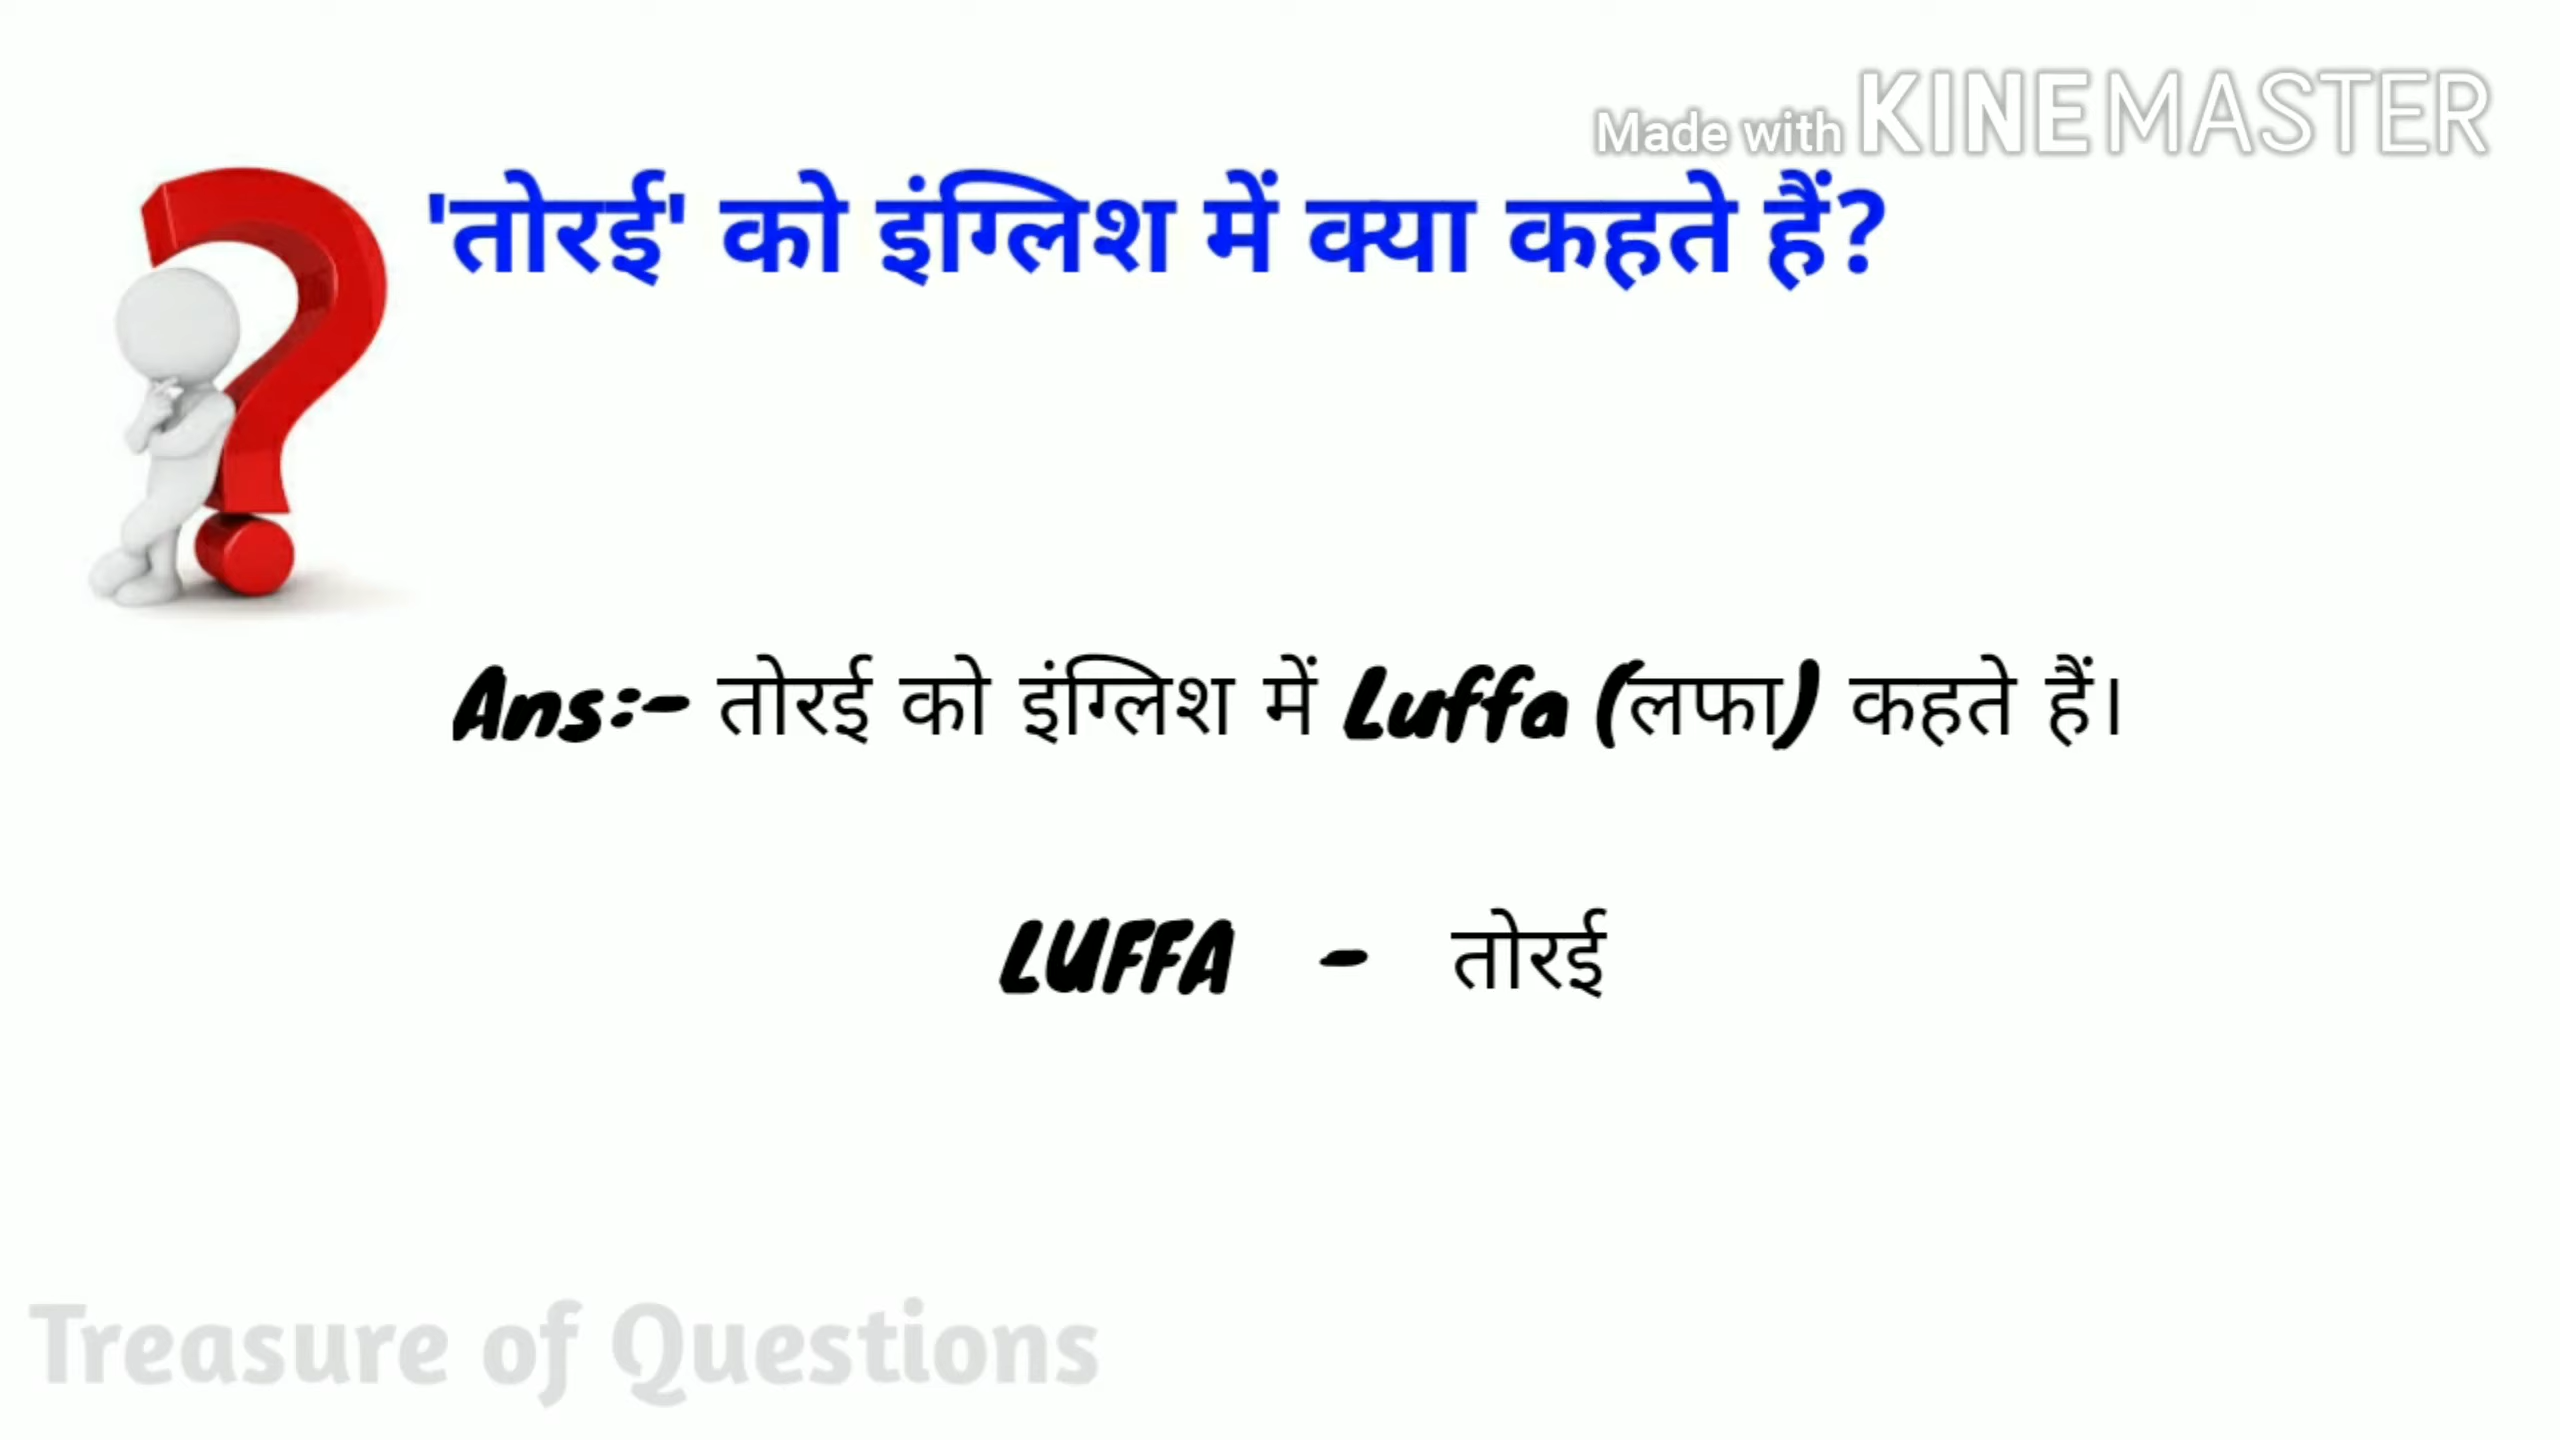 Made with KINEMASTER
'तोरई' को इंग्लिश में क्या कहते हैं?
Ans:- तोरई को इंग्लिश में Luffa (लफा) कहते हैं।
LUFFA - तोरई
Treasure of Questions